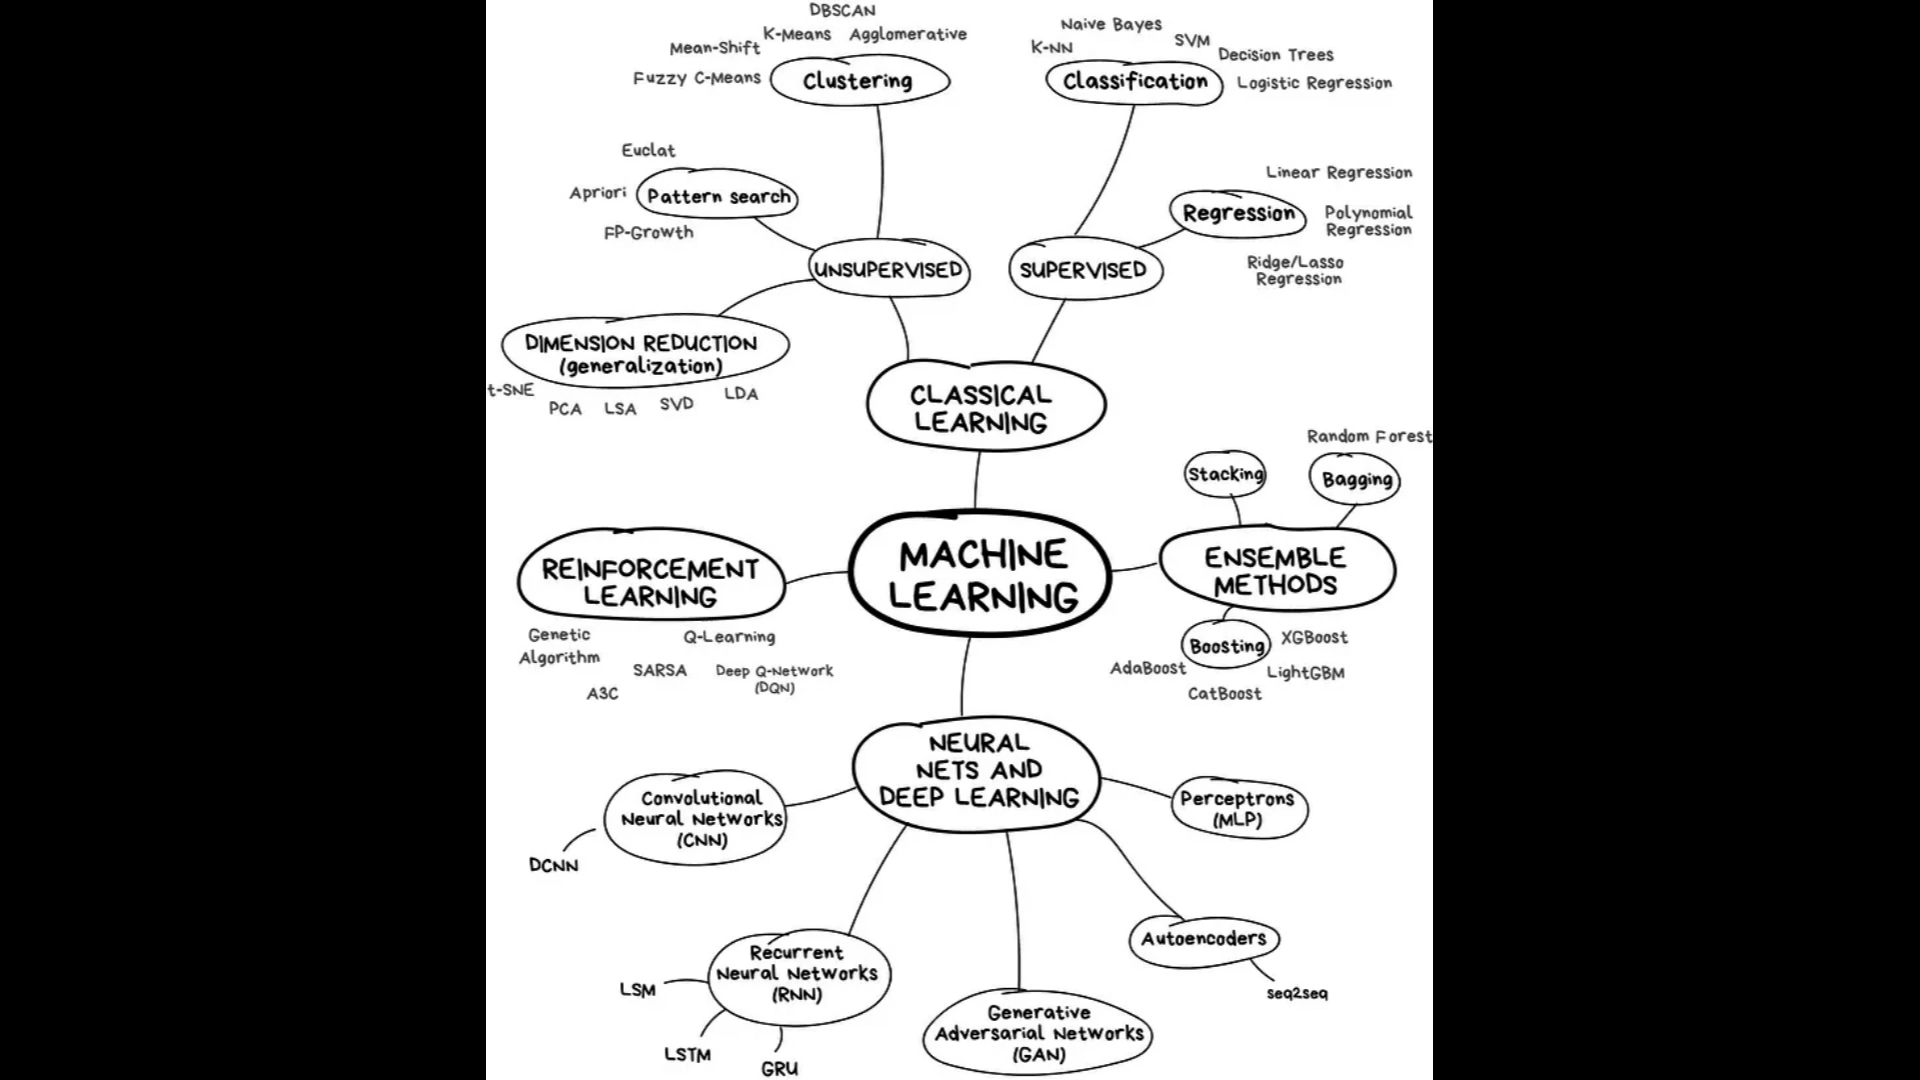 DBSCAN
K-Means
Agglomerative
Mean-Shift
Fuzzy C-Means
Clustering
Naive Bayes
K-NN
SVM
Decision Trees
Classification
Logistic Regression
Euclat
Apriori
Pattern search
FP-Growth
Linear Regression
Regression
Polynomial
Regression
Ridge/Lasso
Regression
UNSUPERVISED
SUPERVISED
DIMENSION REDUCTION
(generalization)
t-SNE
PCA
LSA
SVD
LDA
CLASSICAL
LEARNING
Random Forest
Stacking
Bagging
MACHINE
LEARNING
REINFORCEMENT
LEARNING
ENSEMBLE
METHODS
Genetic
Algorithm
Q-Learning
SARSA
Deep Q-Network
(DQN)
A3C
Boosting
XGBoost
AdaBoost
LightGBM
CatBoost
NEURAL
NETS AND
DEEP LEARNING
Convolutional
Neural Networks
(CNN)
DCNN
Perceptrons
(MLP)
Recurrent
Neural Networks
(RNN)
LSM
LSTM
GRU
Autoencoders
seq2seq
Generative
Adversarial Networks
(GAN)